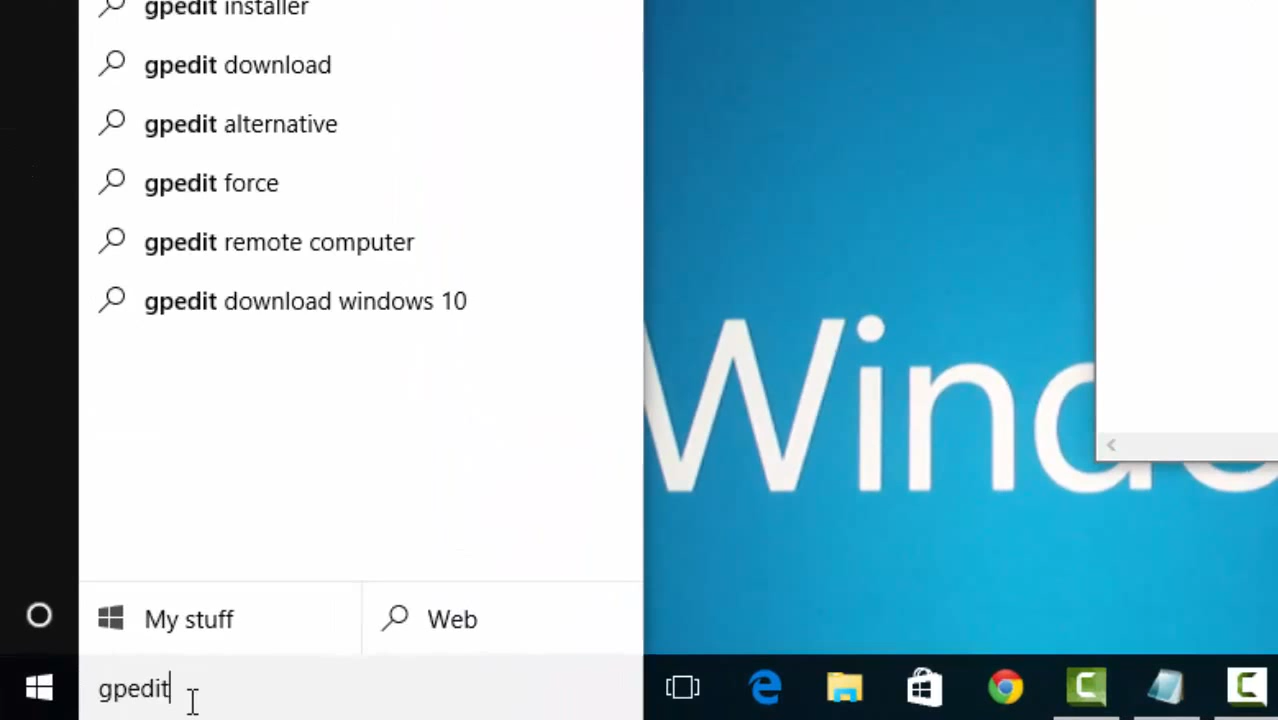 gpedit installer
gpedit download
gpedit alternative
gpedit force
gpedit remote computer
gpedit download windows 10
Windo
My stuff
Web
gpedit